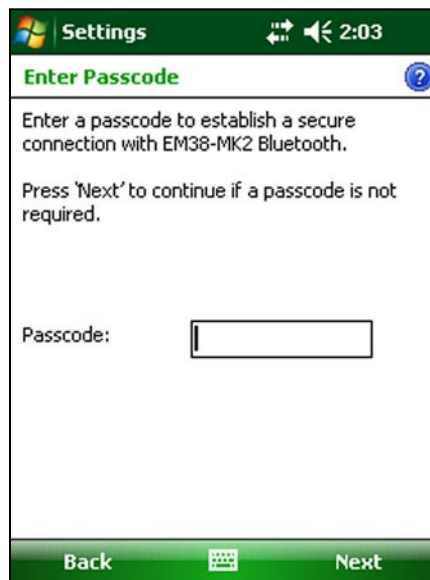 Settings 2:03
Enter Passcode ?
Enter a passcode to establish a secure
connection with EM38-MK2 Bluetooth.
Press 'Next' to continue if a passcode is not
required.
Passcode:
Back Next